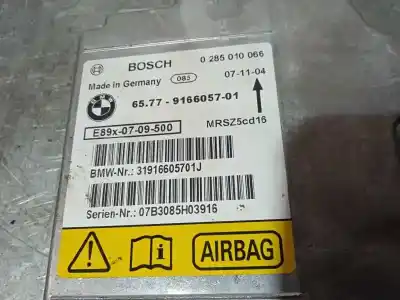 BOSCH 0 285 010 066
Made in Germany 083 07-11-04
65.77 - 9166057-01
E89x-07-09-500 MRSZ5cd16
BMW-Nr.: 31916605701J
Serien-Nr: 07B3085H03916
AIRBAG